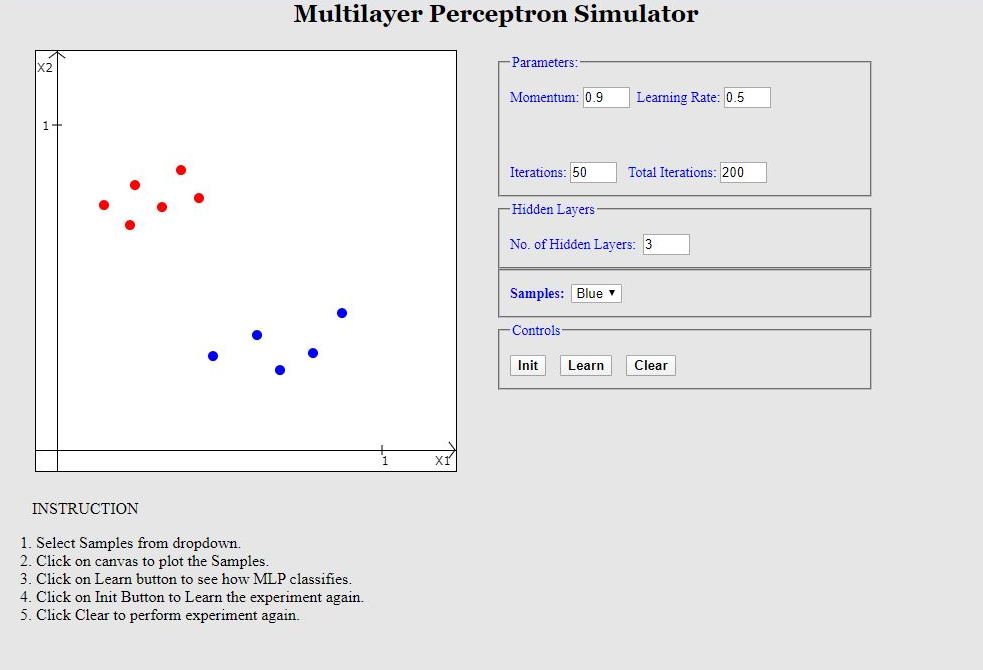 Multilayer Perceptron Simulator
X2
1
1
X1
Parameters:
Momentum: 0.9 Learning Rate: 0.5
Iterations: 50 Total Iterations: 200
Hidden Layers
No. of Hidden Layers: 3
Samples: Blue ▼
Controls
Init Learn Clear
INSTRUCTION
1. Select Samples from dropdown.
2. Click on canvas to plot the Samples.
3. Click on Learn button to see how MLP classifies.
4. Click on Init Button to Learn the experiment again.
5. Click Clear to perform experiment again.